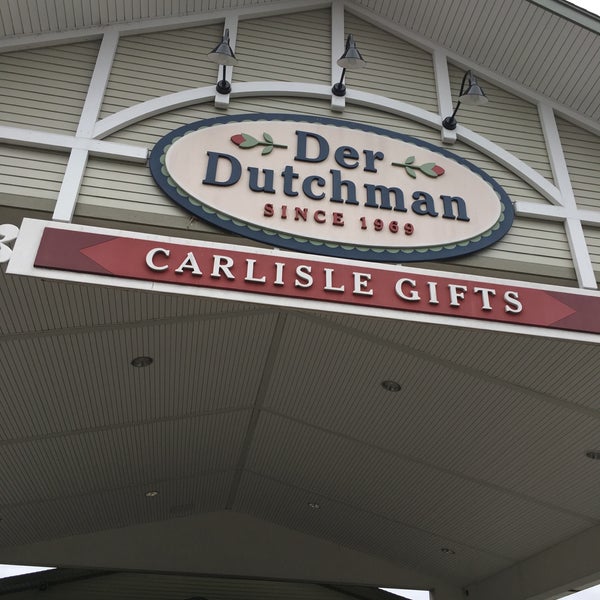 Der
Dutchman
SINCE 1969
CARLISLE GIFTS